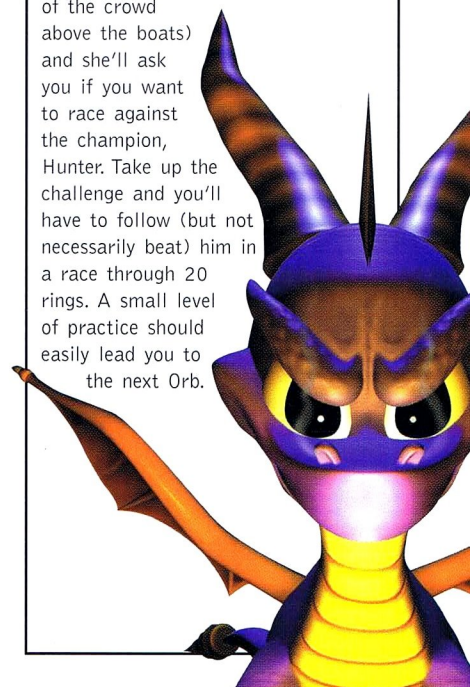 of the crowd
above the boats)
and she'll ask
you if you want
to race against
the champion,
Hunter. Take up the
challenge and you'll
have to follow (but not
necessarily beat) him in
a race through 20
rings. A small level
of practice should
easily lead you to
the next Orb.